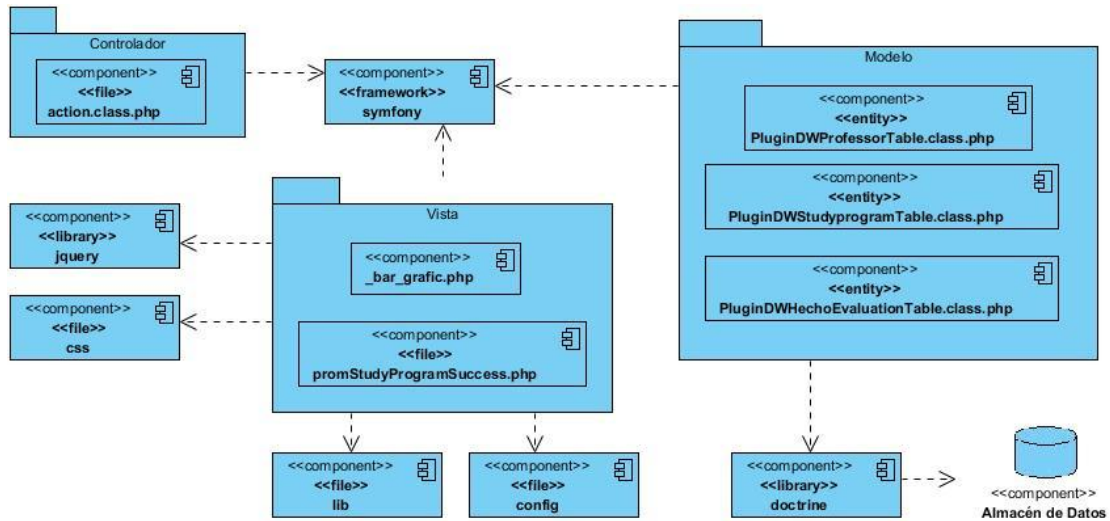 Controlador
<<component>>
<<file>>
action.class.php
<<component>>
<<framework>>
symfony
Modelo
<<component>>
<<entity>>
PluginDWProfessorTable.class.php
<<component>>
<<entity>>
PluginDWStudyprogramTable.class.php
<<component>>
<<entity>>
PluginDWHechoEvaluationTable.class.php
<<component>>
<<library>>
jquery
<<component>>
<<file>>
css
Vista
<<component>>
_bar_grafic.php
<<component>>
<<file>>
promStudyProgramSuccess.php
<<component>>
<<file>>
lib
<<component>>
<<file>>
config
<<component>>
<<library>>
doctrine
<<component>>
Almacén de Datos